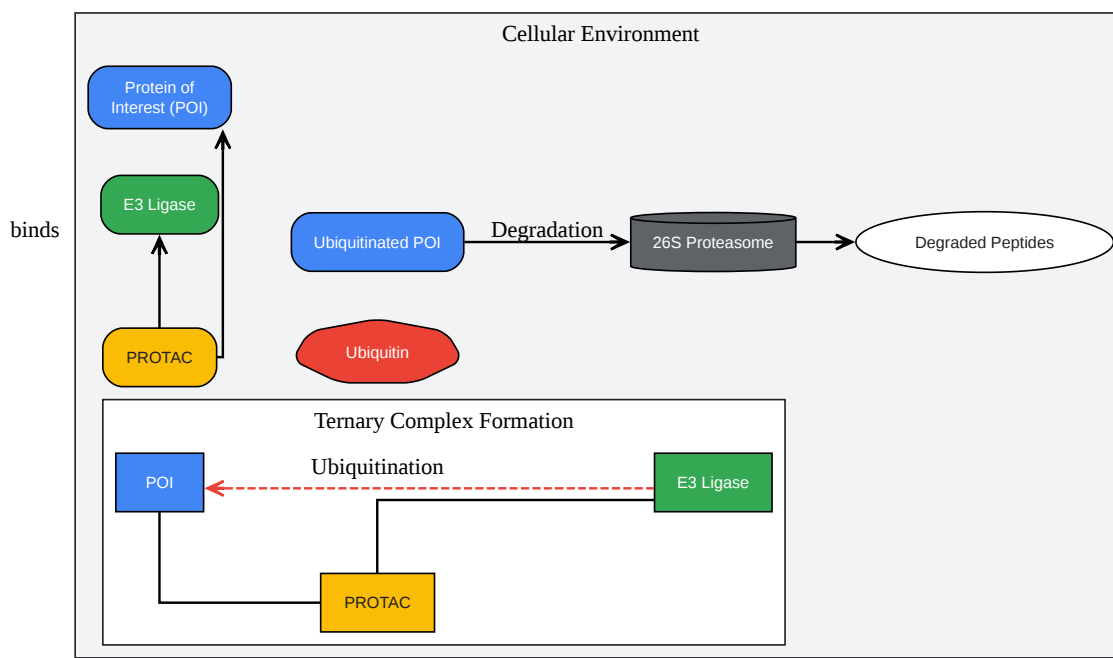 Cellular Environment
Protein of
Interest (POI)
E3 Ligase
binds
Ubiquitinated POI
Degradation
26S Proteasome
Degraded Peptides
PROTAC
Ubiquitin
Ternary Complex Formation
Ubiquitination
POI
E3 Ligase
PROTAC